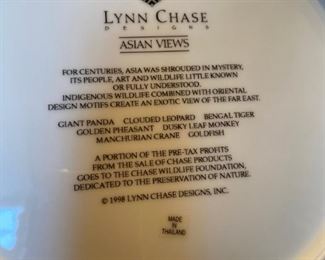 LYNN CHASE
DESIGNS
ASIAN VIEWS
FOR CENTURIES, ASIA WAS SHROUDED IN MYSTERY,
ITS PEOPLE, ART AND WILDLIFE LITTLE KNOWN
OR FULLY UNDERSTOOD.
INDIGENOUS WILDLIFE COMBINED WITH ORIENTAL
DESIGN MOTIFS CREATE AN EXOTIC VIEW OF THE FAR EAST.
GIANT PANDA CLOUDED LEOPARD BENGAL TIGER
GOLDEN PHEASANT DUSKY LEAF MONKEY
MANCHURIAN CRANE GOLDFISH
A PORTION OF THE PRE-TAX PROFITS
FROM THE SALE OF CHASE PRODUCTS
GOES TO THE CHASE WILDLIFE FOUNDATION,
DEDICATED TO THE PRESERVATION OF NATURE.
© 1998 LYNN CHASE DESIGNS, INC.
MADE
IN
THAILAND